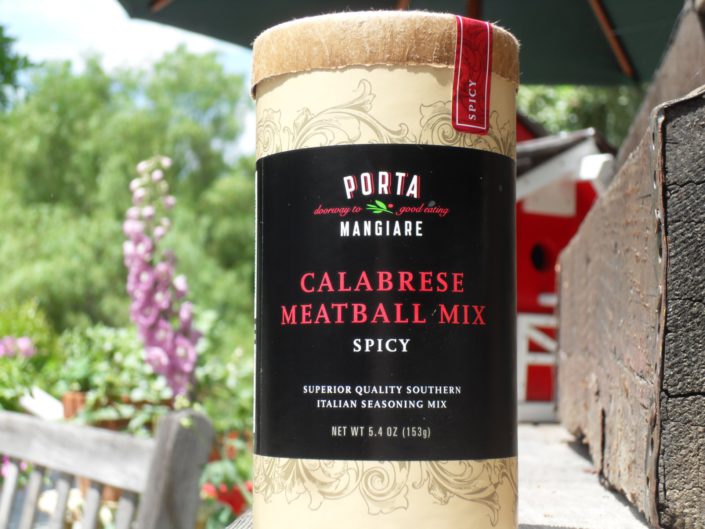 SPICY
PORTA
doorway to good eating
MANGIARE
CALABRESE
MEATBALL MIX
SPICY
SUPERIOR QUALITY SOUTHERN
ITALIAN SEASONING MIX
NET WT 5.4 OZ (153g)